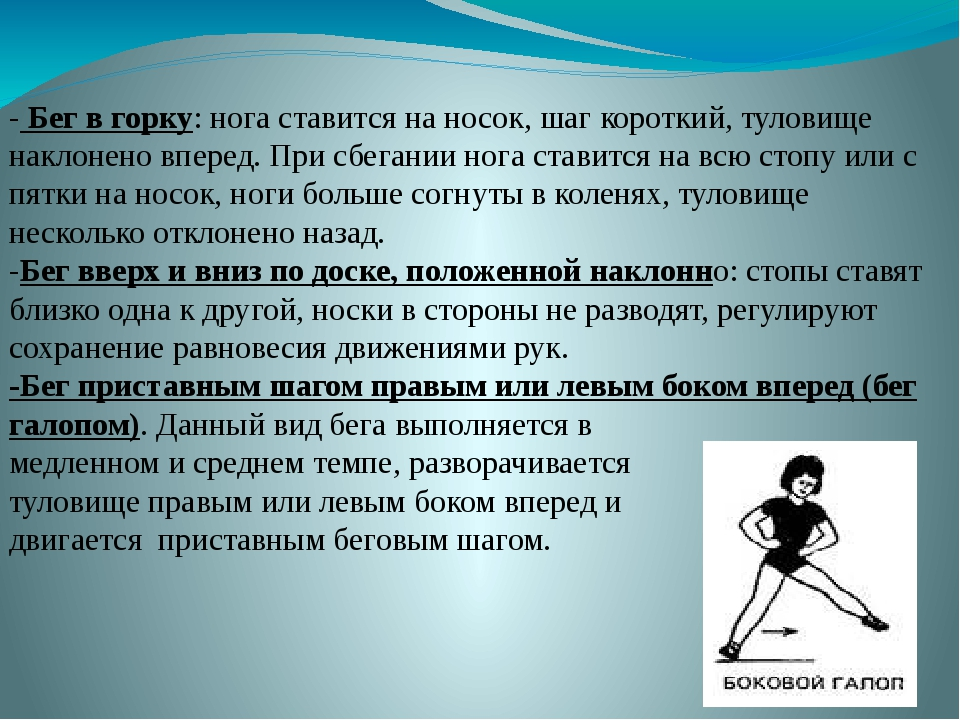 - Бег в горку: нога ставится на носок, шаг короткий, туловище
наклонено вперед. При сбегании нога ставится на всю стопу или с
пятки на носок, ноги больше согнуты в коленях, туловище
несколько отклонено назад.
-Бег вверх и вниз по доске, положенной наклонно: стопы ставят
близко одна к другой, носки в стороны не разводят, регулируют
сохранение равновесия движениями рук.
-Бег приставным шагом правым или левым боком вперед (бег
галопом). Данный вид бега выполняется в
медленном и среднем темпе, разворачивается
туловище правым или левым боком вперед и
двигается приставным беговым шагом.
БОКОВОЙ ГАЛОП